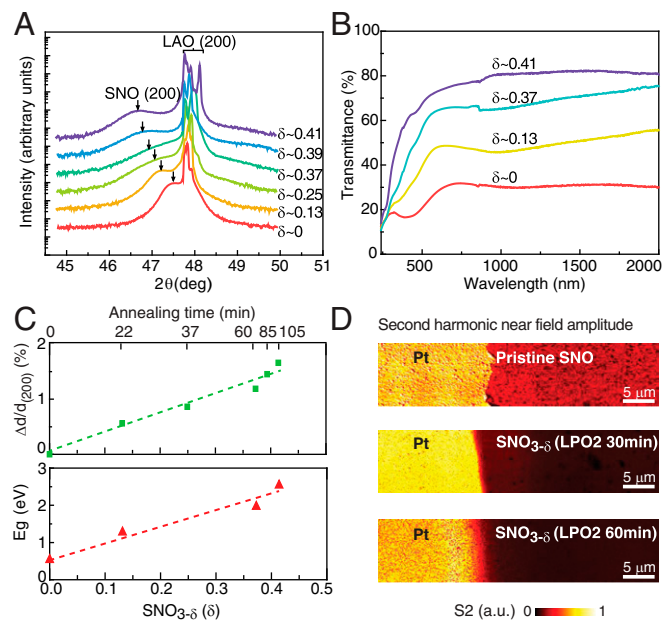 A
Intensity (arbitrary units)
LAO (200)
SNO (200)
δ~0.41
δ~0.39
δ~0.37
δ~0.25
δ~0.13
δ~0
45 46 47 48 49 50 51
2θ(deg)
B
Transmittance (%)
100
80
60
40
20
0
δ~0.41
δ~0.37
δ~0.13
δ~0
500 1000 1500 2000
Wavelength (nm)
C
Annealing time (min)
0 22 37 60 85 105
Δd/d(200) (%)
2
1
0
Eg (eV)
3
2
1
0
0.0 0.1 0.2 0.3 0.4 0.5
SNO3-δ (δ)
D
Second harmonic near field amplitude
Pt Pristine SNO
5 μm
Pt SNO3-δ (LPO2 30min)
5 μm
Pt SNO3-δ (LPO2 60min)
5 μm
S2 (a.u.) 0 1